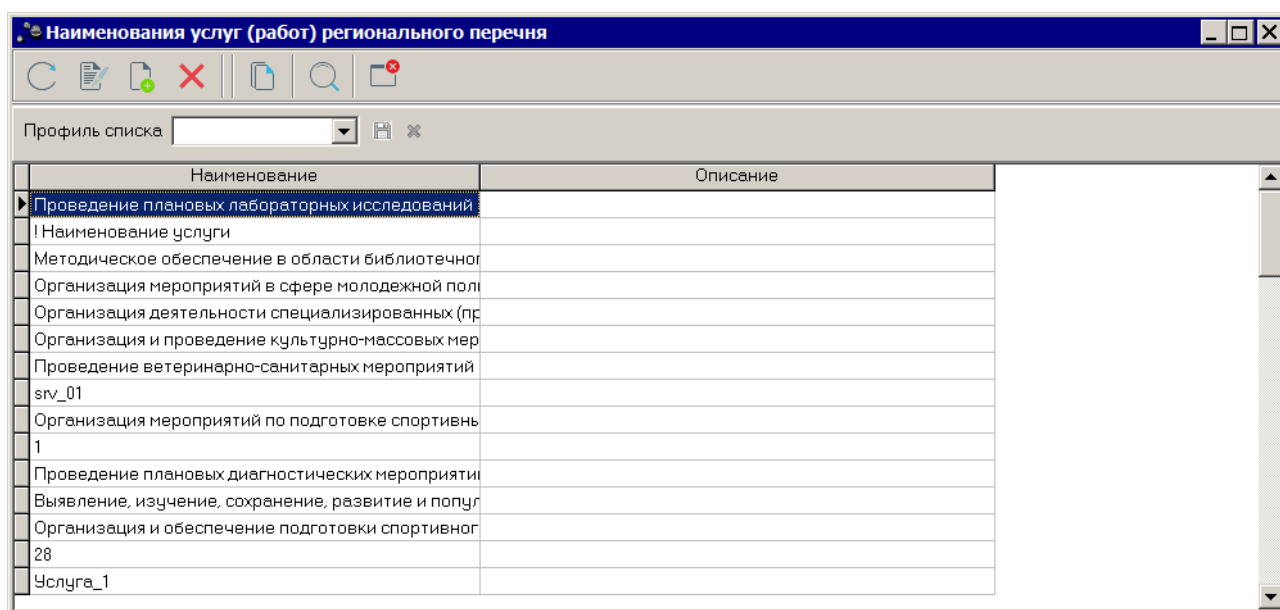 Наименования услуг (работ) регионального перечня
Профиль списка
Наименование Описание
Проведение плановых лабораторных исследований
! Наименование услуги
Методическое обеспечение в области библиотечног
Организация мероприятий в сфере молодежной пол
Организация деятельности специализированных (пр
Организация и проведение культурно-массовых мер
Проведение ветеринарно-санитарных мероприятий
srv_01
Организация мероприятий по подготовке спортивны
1
Проведение плановых диагностических мероприяти
Выявление, изучение, сохранение, развитие и попул
Организация и обеспечение подготовки спортивног
28
Услуга_1